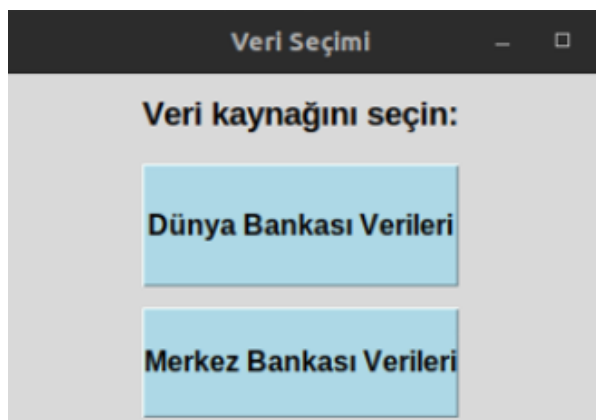 Veri Seçimi
Veri kaynağını seçin:
Dünya Bankası Verileri
Merkez Bankası Verileri